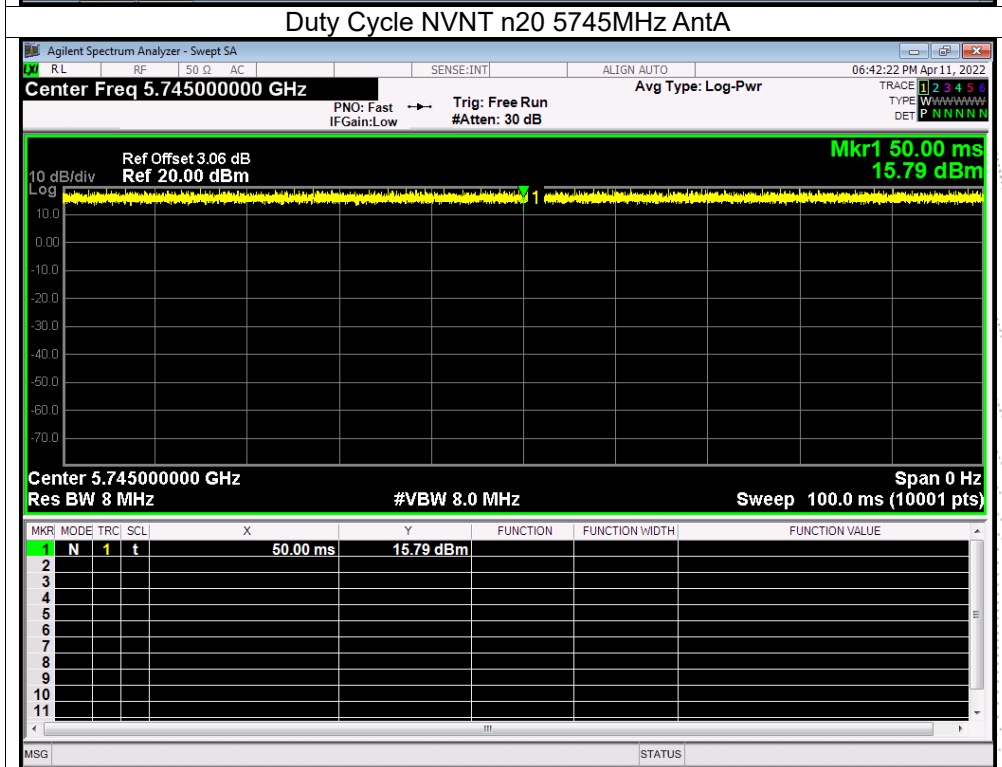 Duty Cycle NVNT n20 5745MHz AntA
Agilent Spectrum Analyzer - Swept SA
LXI RL RF 50 Ω AC SENSE:INT ALIGN AUTO 06:42:22 PM Apr 11, 2022
Center Freq 5.745000000 GHz Avg Type: Log-Pwr TRACE 1 2 3 4 5 6
PNO: Fast Trig: Free Run TYPE WWWWWW
IFGain:Low #Atten: 30 dB DET P N N N N N
Mkr1 50.00 ms
Ref Offset 3.06 dB
10 dB/div Ref 20.00 dBm 15.79 dBm
Log
1
10.0
0.00
-10.0
-20.0
-30.0
-40.0
-50.0
-60.0
-70.0
Center 5.745000000 GHz Span 0 Hz
Res BW 8 MHz #VBW 8.0 MHz Sweep 100.0 ms (10001 pts)
MKR MODE TRC SCL X Y FUNCTION FUNCTION WIDTH FUNCTION VALUE
1 N 1 t 50.00 ms 15.79 dBm
2
3
4
5
6
7
8
9
10
11
MSG STATUS